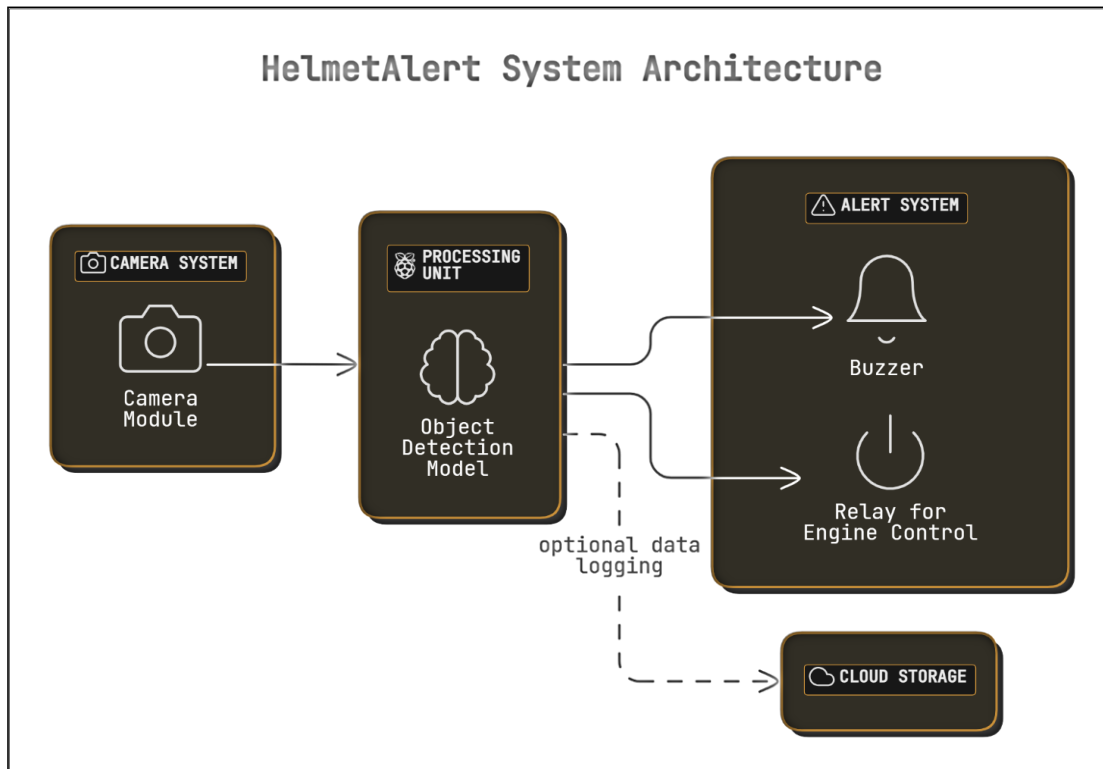 HelmetAlert System Architecture
CAMERA SYSTEM
Camera
Module
PROCESSING
UNIT
Object
Detection
Model
ALERT SYSTEM
Buzzer
Relay for
Engine Control
optional data
logging
CLOUD STORAGE